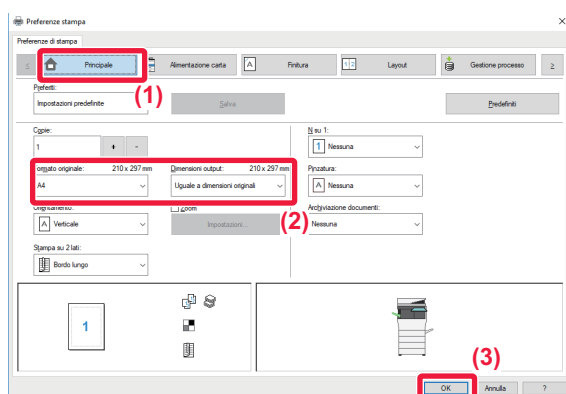 Preferenze stampa
Preferenze di stampa
Principale
Alimentazione carta
A
Finitura
1 2
Layout
Gestione processo
(1)
Preferiti:
Impostazioni predefinite
Salva
Predefiniti
Copie:
1
+
-
N su 1:
1
Nessuna
ormato originale:
210 x 297 mm
Dimensioni output:
210 x 297 mm
A4
Uguale a dimensioni originali
Pinzatura:
A
Nessuna
Orientamento:
Zoom
(2)
Archiviazione documenti:
A
Verticale
Impostazioni...
Nessuna
Stampa su 2 lati:
Bordo lungo
1
(3)
OK
Annulla
?